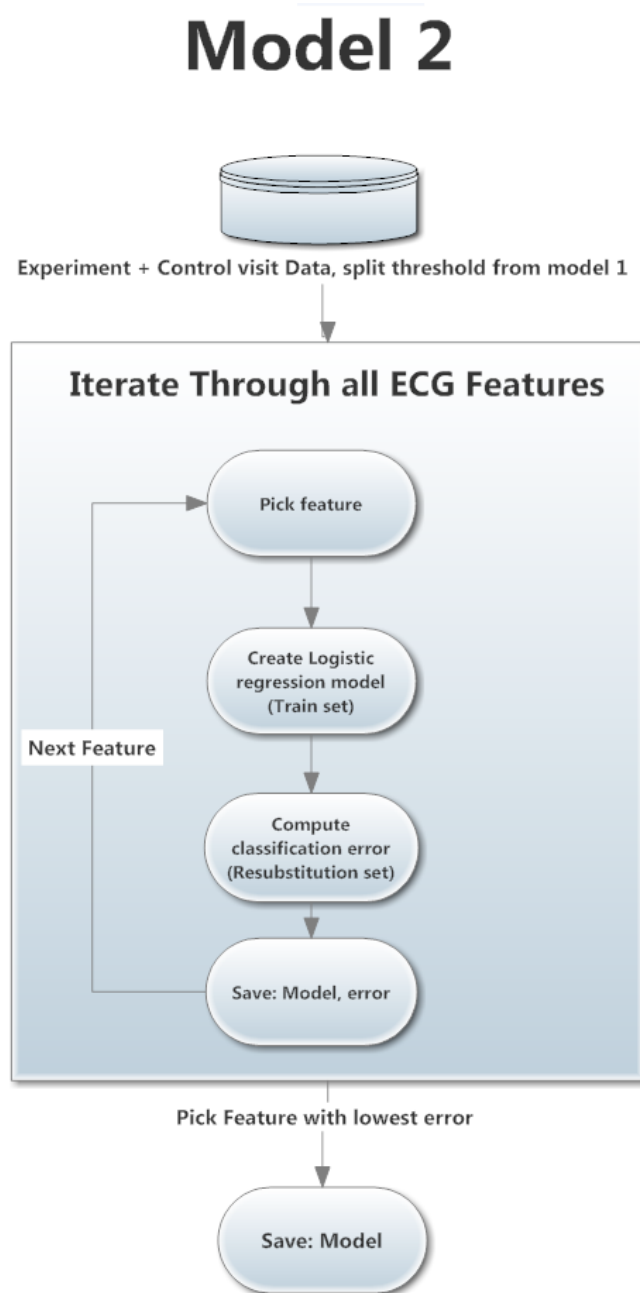 Model 2
Experiment + Control visit Data, split threshold from model 1
Iterate Through all ECG Features
Pick feature
Create Logistic
regression model
(Train set)
Next Feature
Compute
classification error
(Resubstitution set)
Save: Model, error
Pick Feature with lowest error
Save: Model